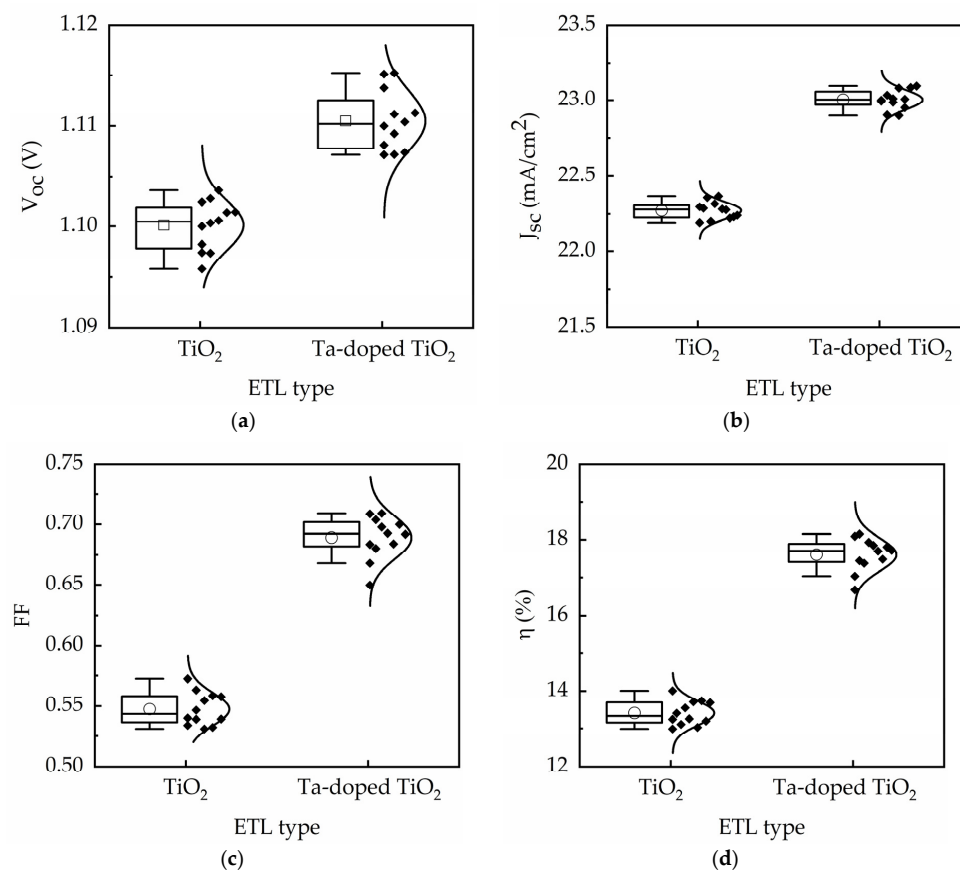 1.12
1.11
1.10
1.09
V_OC (V)
TiO₂
Ta-doped TiO₂
ETL type
(a)
23.5
23.0
22.5
22.0
21.5
J_sc (mA/cm²)
TiO₂
Ta-doped TiO₂
ETL type
(b)
0.75
0.70
0.65
0.60
0.55
0.50
FF
TiO₂
Ta-doped TiO₂
ETL type
(c)
20
18
16
14
12
η (%)
TiO₂
Ta-doped TiO₂
ETL type
(d)